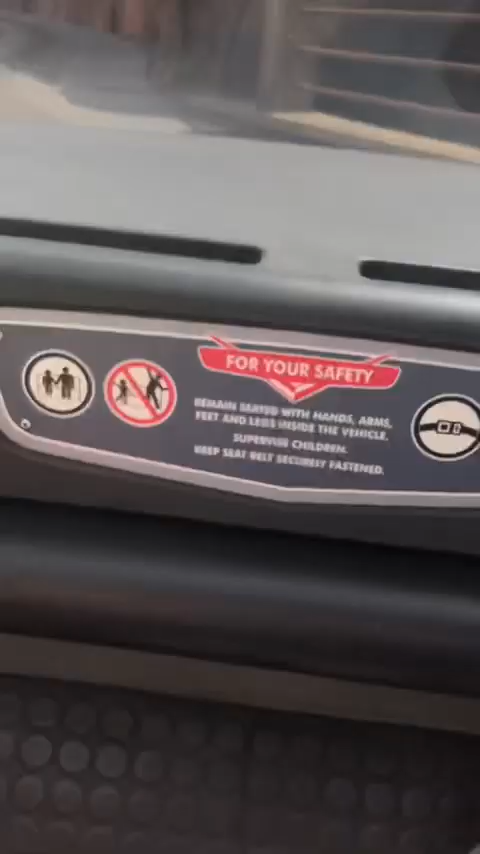 FOR YOUR SAFETY
REMAIN SEATED WITH HANDS, ARMS,
FEET AND LEGS INSIDE THE VEHICLE.
SUPERVISE CHILDREN.
KEEP SEAT BELT SECURELY FASTENED.